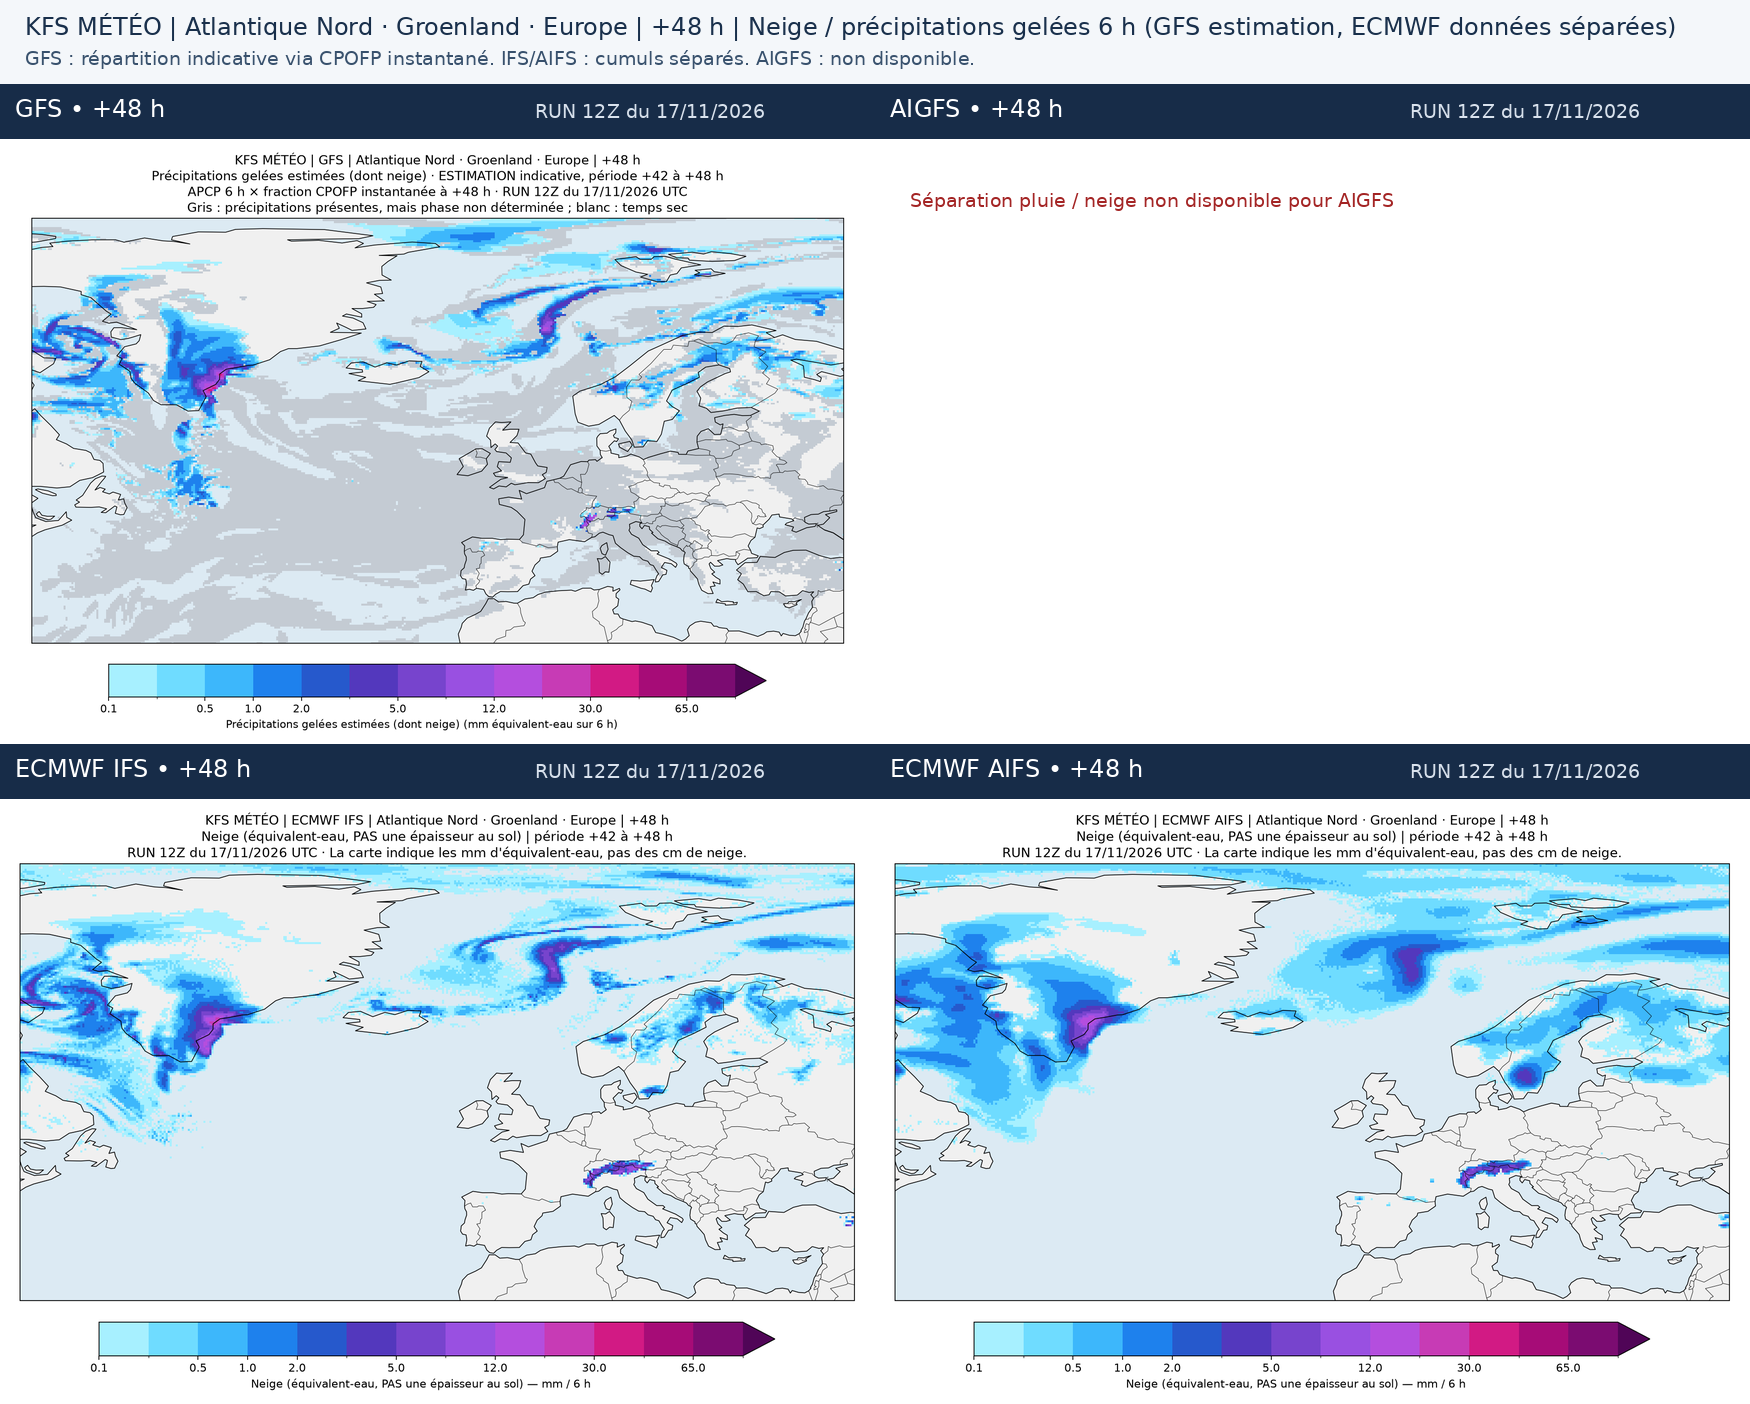 KFS MÉTÉO | Atlantique Nord · Groenland · Europe | +48 h | Neige / précipitations gelées 6 h (GFS estimation, ECMWF données séparées)
GFS : répartition indicative via CPOFP instantané. IFS/AIFS : cumuls séparés. AIGFS : non disponible.
GFS • +48 h
RUN 12Z du 17/11/2026
AIGFS • +48 h
RUN 12Z du 17/11/2026
KFS MÉTÉO | GFS | Atlantique Nord · Groenland · Europe | +48 h
Précipitations gelées estimées (dont neige) · ESTIMATION indicative, période +42 à +48 h
APCP 6 h × fraction CPOFP instantanée à +48 h · RUN 12Z du 17/11/2026 UTC
Gris : précipitations présentes, mais phase non déterminée ; blanc : temps sec
Séparation pluie / neige non disponible pour AIGFS
0.1 0.5 1.0 2.0 5.0 12.0 30.0 65.0
Précipitations gelées estimées (dont neige) (mm équivalent-eau sur 6 h)
ECMWF IFS • +48 h
RUN 12Z du 17/11/2026
ECMWF AIFS • +48 h
RUN 12Z du 17/11/2026
KFS MÉTÉO | ECMWF IFS | Atlantique Nord · Groenland · Europe | +48 h
Neige (équivalent-eau, PAS une épaisseur au sol) | période +42 à +48 h
RUN 12Z du 17/11/2026 UTC · La carte indique les mm d'équivalent-eau, pas des cm de neige.
0.1 0.5 1.0 2.0 5.0 12.0 30.0 65.0
Neige (équivalent-eau, PAS une épaisseur au sol) — mm / 6 h
KFS MÉTÉO | ECMWF AIFS | Atlantique Nord · Groenland · Europe | +48 h
Neige (équivalent-eau, PAS une épaisseur au sol) | période +42 à +48 h
RUN 12Z du 17/11/2026 UTC · La carte indique les mm d'équivalent-eau, pas des cm de neige.
0.1 0.5 1.0 2.0 5.0 12.0 30.0 65.0
Neige (équivalent-eau, PAS une épaisseur au sol) — mm / 6 h